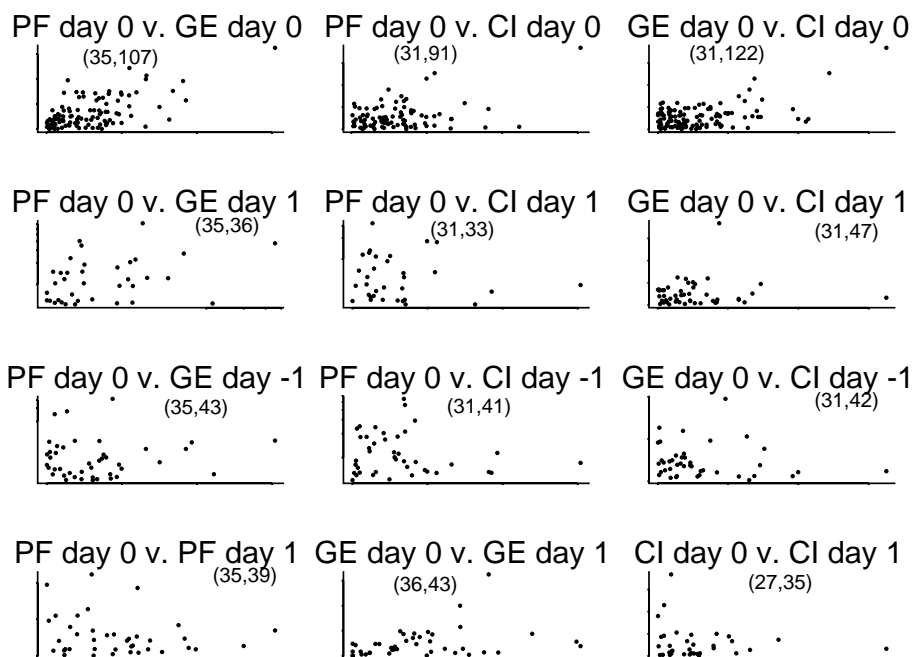 PF day 0 v. GE day 0
(35,107)
PF day 0 v. CI day 0
(31,91)
GE day 0 v. CI day 0
(31,122)
PF day 0 v. GE day 1
(35,36)
PF day 0 v. CI day 1
(31,33)
GE day 0 v. CI day 1
(31,47)
PF day 0 v. GE day -1
(35,43)
PF day 0 v. CI day -1
(31,41)
GE day 0 v. CI day -1
(31,42)
PF day 0 v. PF day 1
(35,39)
GE day 0 v. GE day 1
(36,43)
CI day 0 v. CI day 1
(27,35)